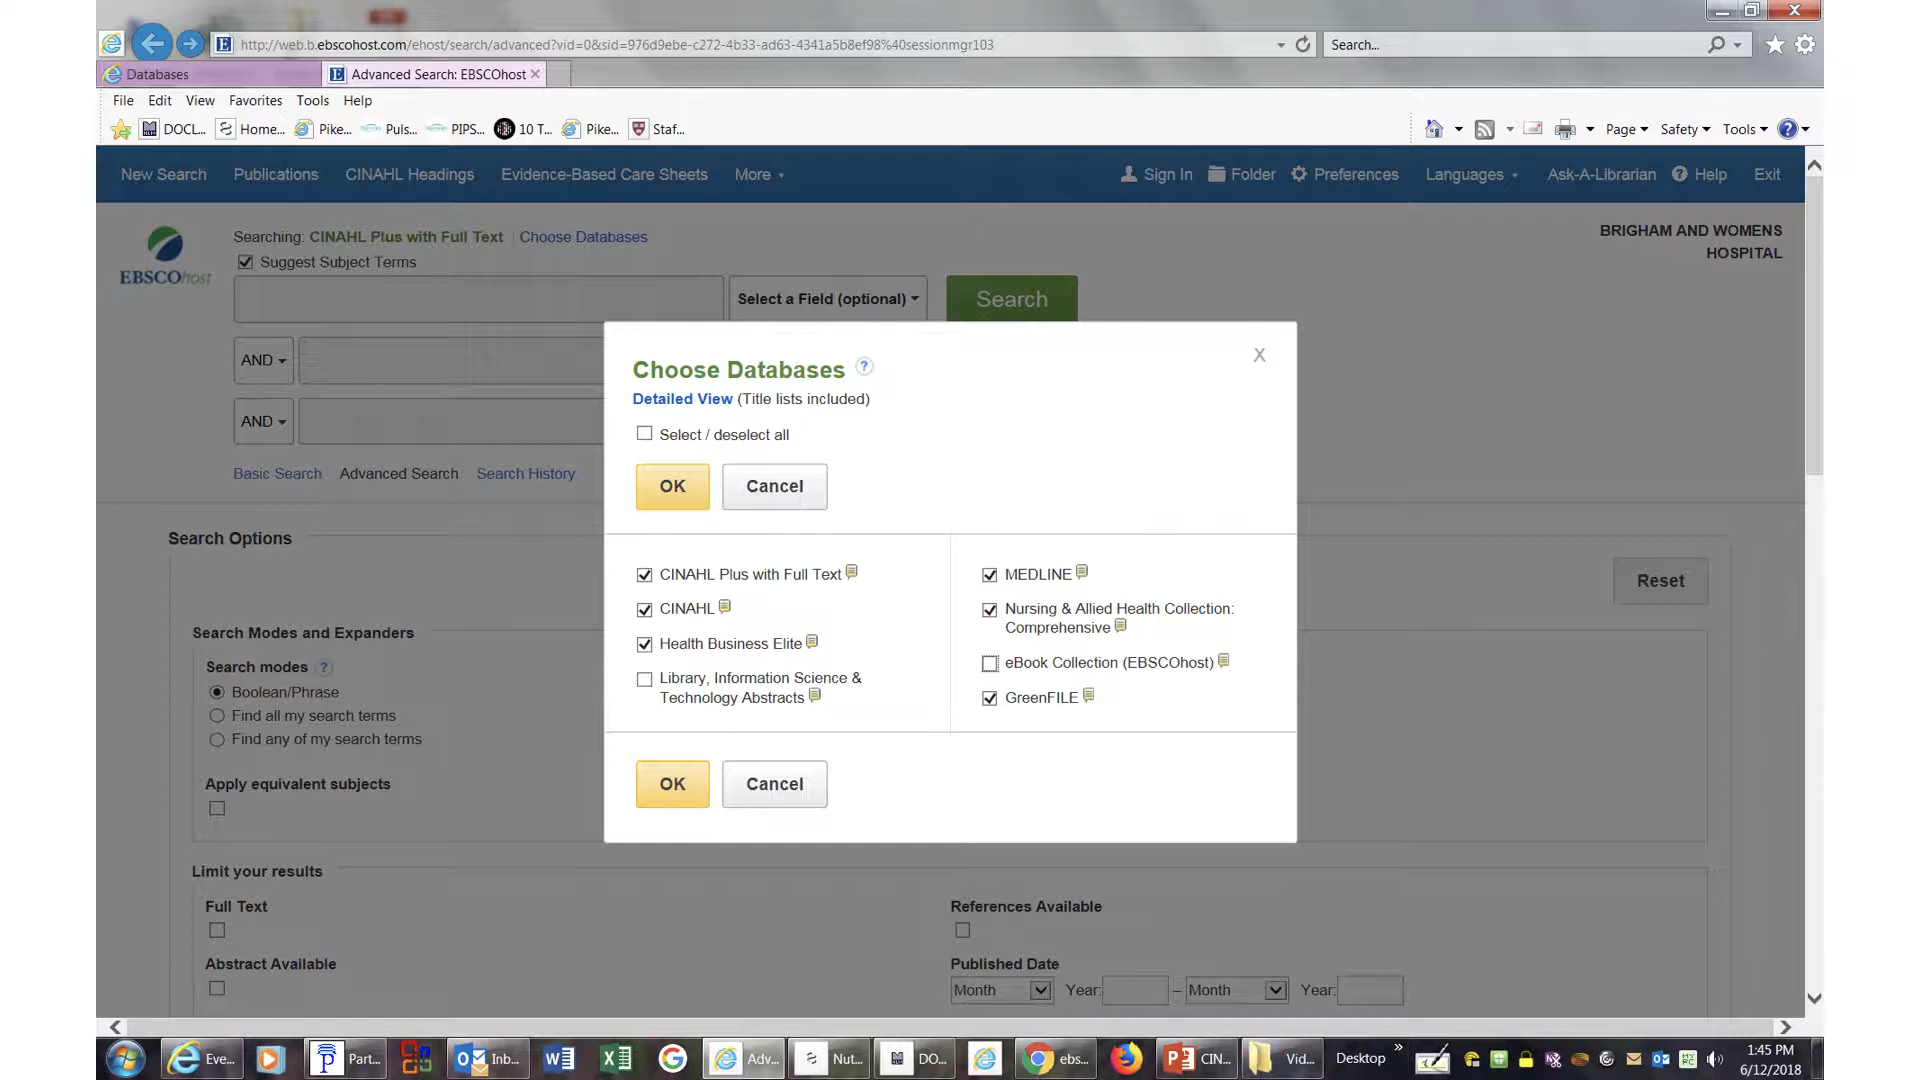 http://web.b.ebscohost.com/ehost/search/advanced?vid=0&sid=976d9ebe-c272-4b33-ad63-4341a5b8ef98%40sessionmgr103
Search...
Databases
Advanced Search: EBSCOhost
File Edit View Favorites Tools Help
DOCL... Home... Pike... Puls... PIPS... 10 T... Pike... Staf...
Page Safety Tools
New Search Publications CINAHL Headings Evidence-Based Care Sheets More
Sign In Folder Preferences Languages Ask-A-Librarian Help Exit
EBSCOhost
Searching: CINAHL Plus with Full Text Choose Databases
Suggest Subject Terms
BRIGHAM AND WOMENS
HOSPITAL
Select a Field (optional)
Search
AND
AND
Basic Search Advanced Search Search History
Choose Databases ?
X
Detailed View (Title lists included)
Select / deselect all
OK Cancel
CINAHL Plus with Full Text
CINAHL
Health Business Elite
Library, Information Science &
Technology Abstracts
MEDLINE
Nursing & Allied Health Collection:
Comprehensive
eBook Collection (EBSCOhost)
GreenFILE
OK Cancel
Search Options
Reset
Search Modes and Expanders
Search modes ?
Boolean/Phrase
Find all my search terms
Find any of my search terms
Apply equivalent subjects
Limit your results
Full Text
Abstract Available
References Available
Published Date
Month Year: – Month Year:
Eve... Part... Inb... Adv... Nut... DO... ebs... CIN... Vid... Desktop »
1:45 PM
6/12/2018